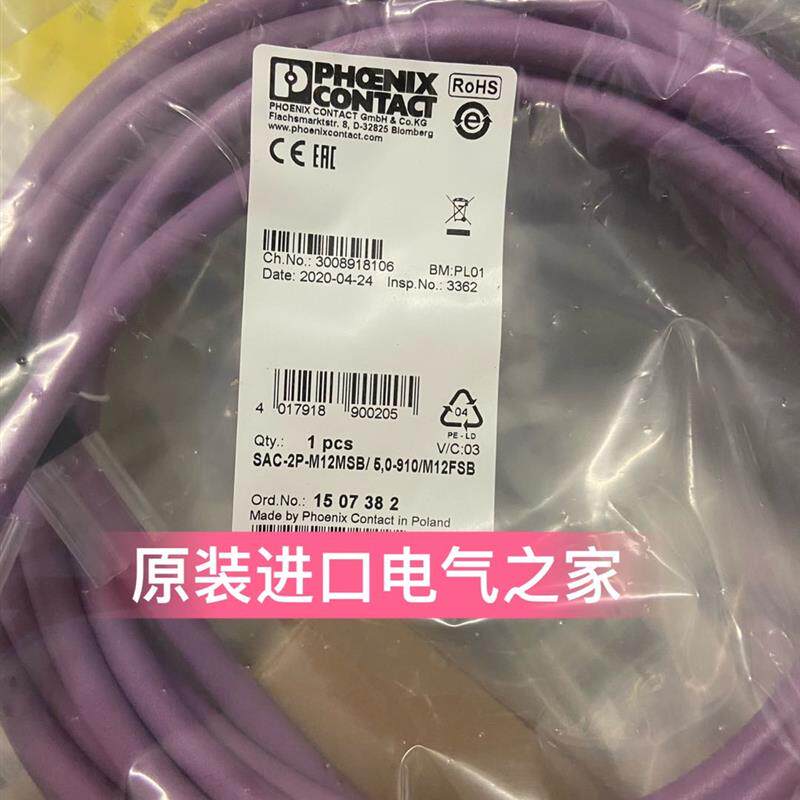 PHŒNIX
CONTACT
RoHS
e
PHOENIX CONTACT GmbH & Co.KG
Flachsmarktstr. 8, D-32825 Blomberg
www.phoenixcontact.com
CE EAC
Ch.No.: 3008918106 BM:PL01
Date: 2020-04-24 Insp.No.: 3362
4 017918 900205
04
PE-LD
Qty.: 1 pcs V/C:03
SAC-2P-M12MSB/ 5,0-910/M12FSB
Ord.No.: 15 07 38 2
Made by Phoenix Contact in Poland
原装进口电气之家